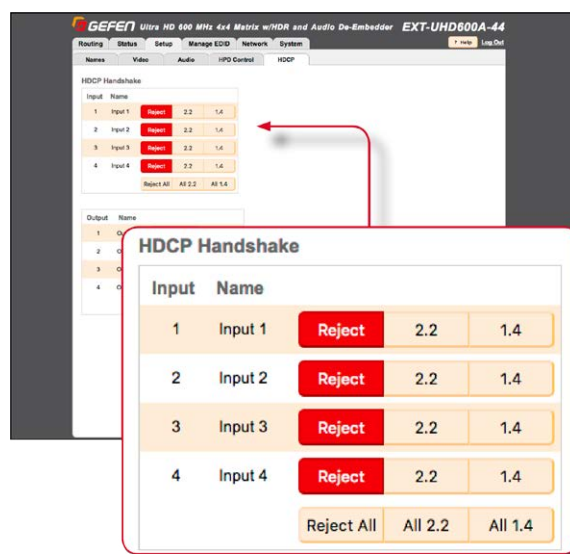 GEFEN Ultra HD 600 MHz 4x4 Matrix w/HDR and Audio De-Embedder EXT-UHD600A-44
Routing Status Setup Manage EDID Network System ? Help Log Out
Names Video Audio HPD Control HDCP
HDCP Handshake
Input Name
1 Input 1 Reject 2.2 1.4
2 Input 2 Reject 2.2 1.4
3 Input 3 Reject 2.2 1.4
4 Input 4 Reject 2.2 1.4
Reject All All 2.2 All 1.4
Output Name
1
2
3
4
HDCP Handshake
Input Name
1 Input 1 Reject 2.2 1.4
2 Input 2 Reject 2.2 1.4
3 Input 3 Reject 2.2 1.4
4 Input 4 Reject 2.2 1.4
Reject All All 2.2 All 1.4